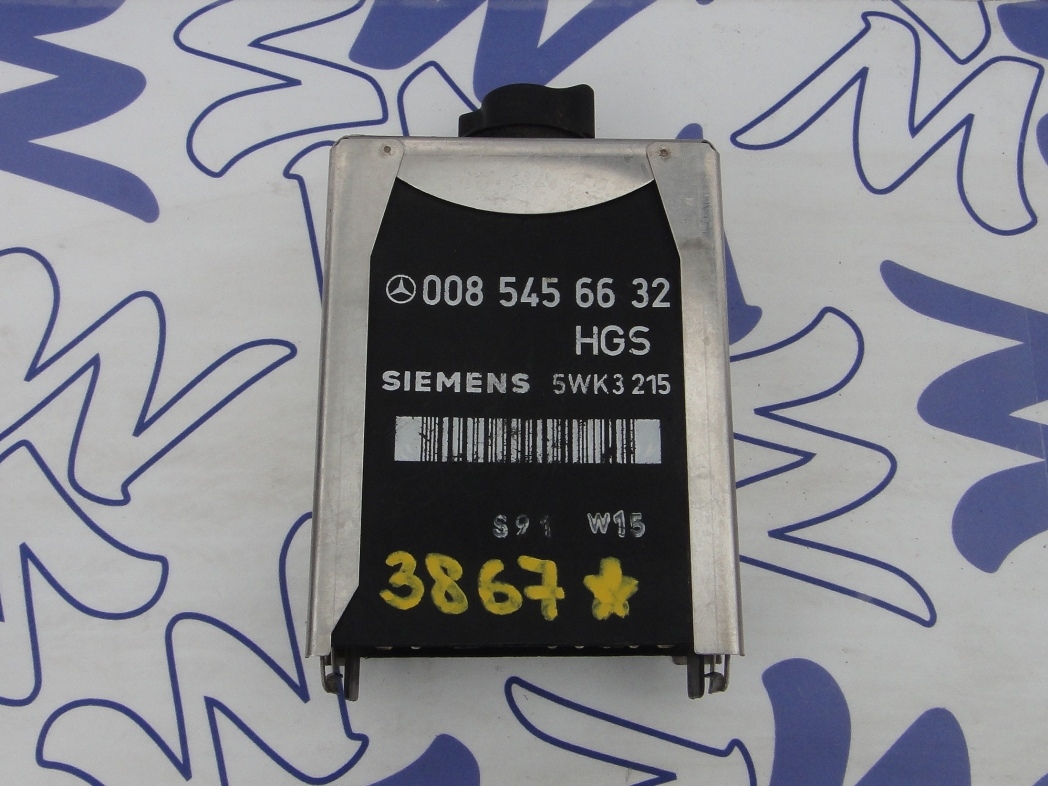 008 545 66 32
HGS
SIEMENS 5WK3 215
S91 W15
3867